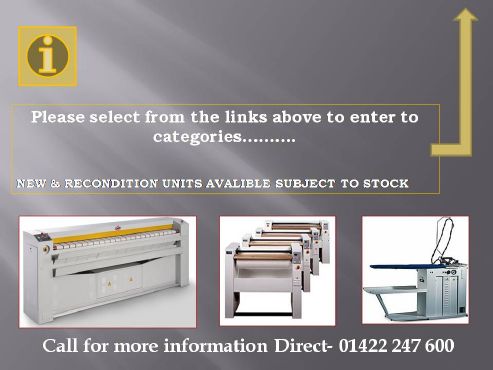 Please select from the links above to enter to
categories..........
NEW & RECONDITION UNITS AVALIBLE SUBJECT TO STOCK
Call for more information Direct- 01422 247 600